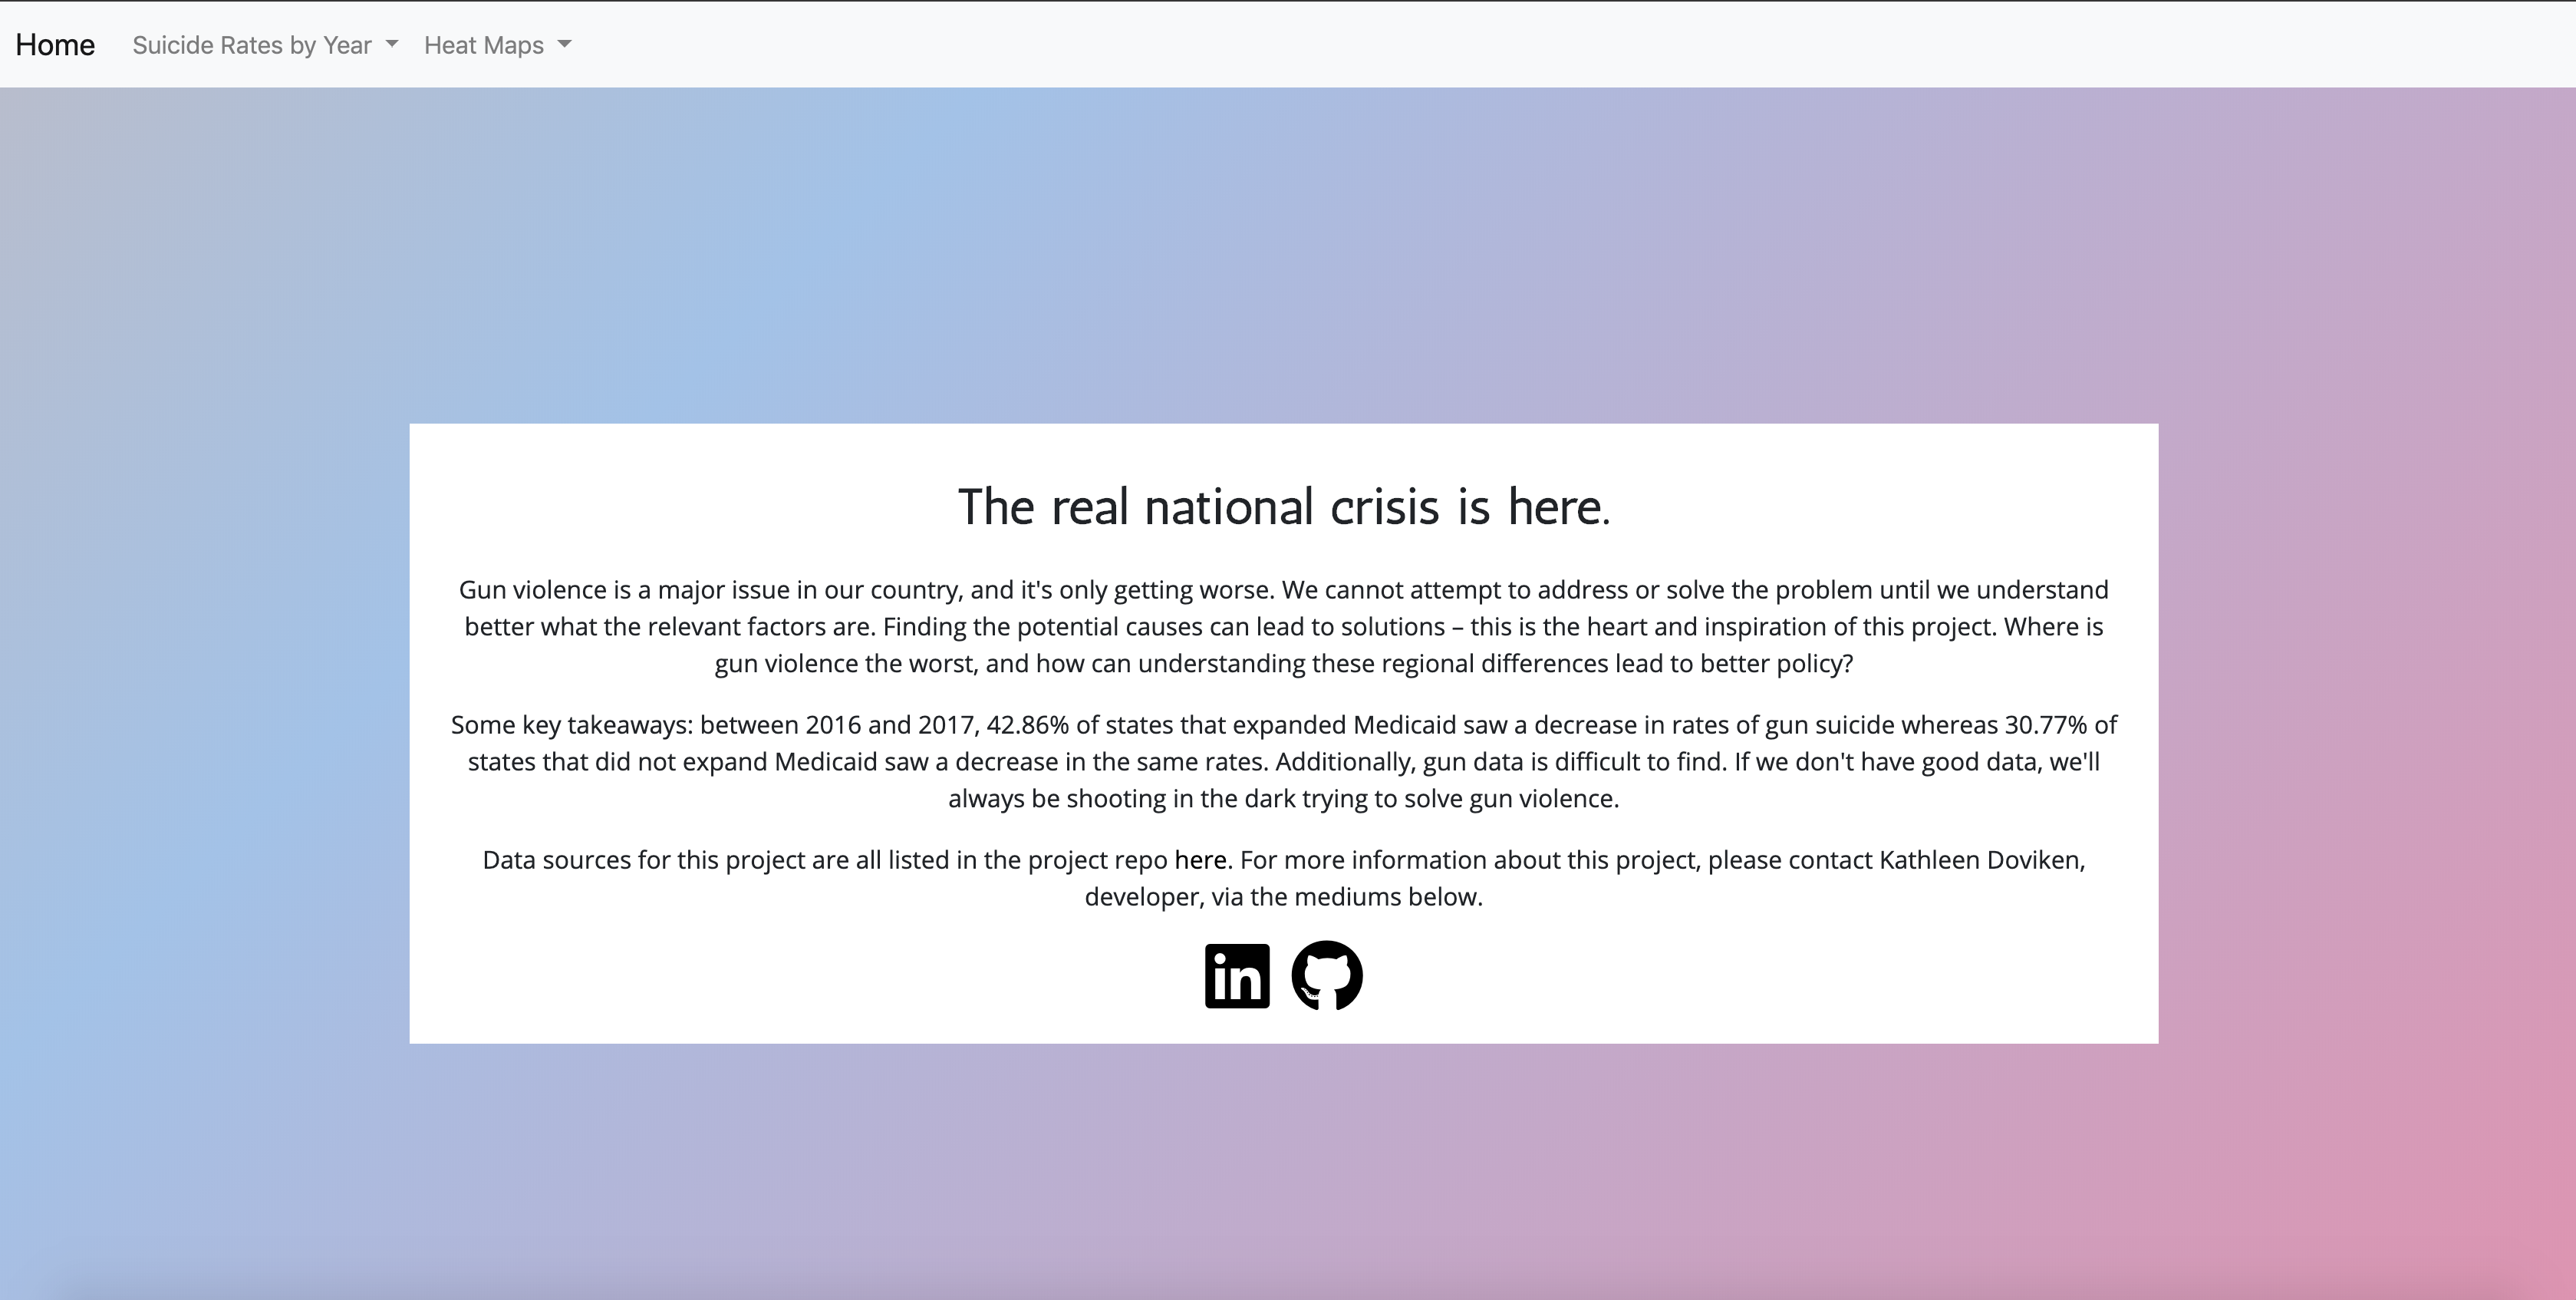 Home Suicide Rates by Year Heat Maps
The real national crisis is here.
Gun violence is a major issue in our country, and it's only getting worse. We cannot attempt to address or solve the problem until we understand
better what the relevant factors are. Finding the potential causes can lead to solutions – this is the heart and inspiration of this project. Where is
gun violence the worst, and how can understanding these regional differences lead to better policy?
Some key takeaways: between 2016 and 2017, 42.86% of states that expanded Medicaid saw a decrease in rates of gun suicide whereas 30.77% of
states that did not expand Medicaid saw a decrease in the same rates. Additionally, gun data is difficult to find. If we don't have good data, we'll
always be shooting in the dark trying to solve gun violence.
Data sources for this project are all listed in the project repo here. For more information about this project, please contact Kathleen Doviken,
developer, via the mediums below.
in